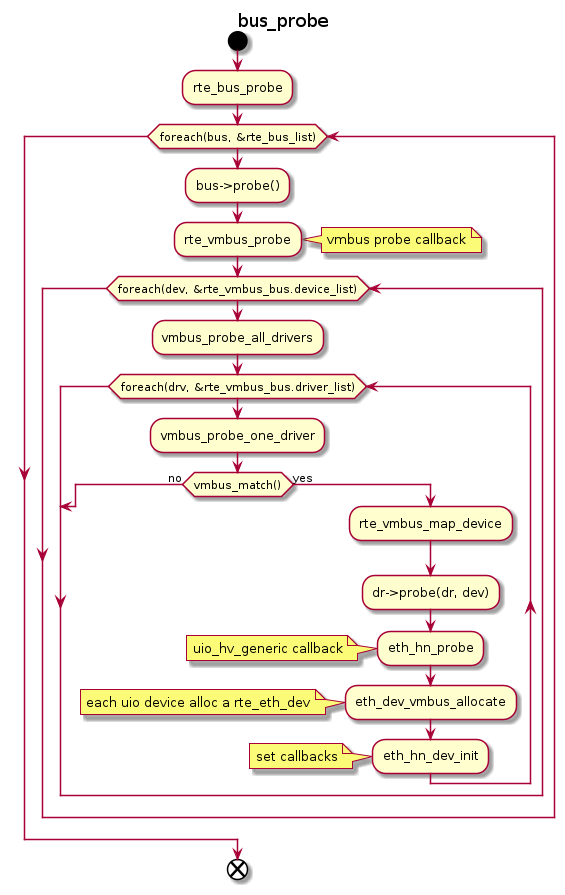 bus_probe
rte_bus_probe
foreach(bus, &rte_bus_list)
bus->probe()
rte_vmbus_probe
vmbus probe callback
foreach(dev, &rte_vmbus_bus.device_list)
vmbus_probe_all_drivers
foreach(drv, &rte_vmbus_bus.driver_list)
vmbus_probe_one_driver
no
vmbus_match()
yes
rte_vmbus_map_device
dr->probe(dr, dev)
uio_hv_generic callback
eth_hn_probe
each uio device alloc a rte_eth_dev
eth_dev_vmbus_allocate
set callbacks
eth_hn_dev_init